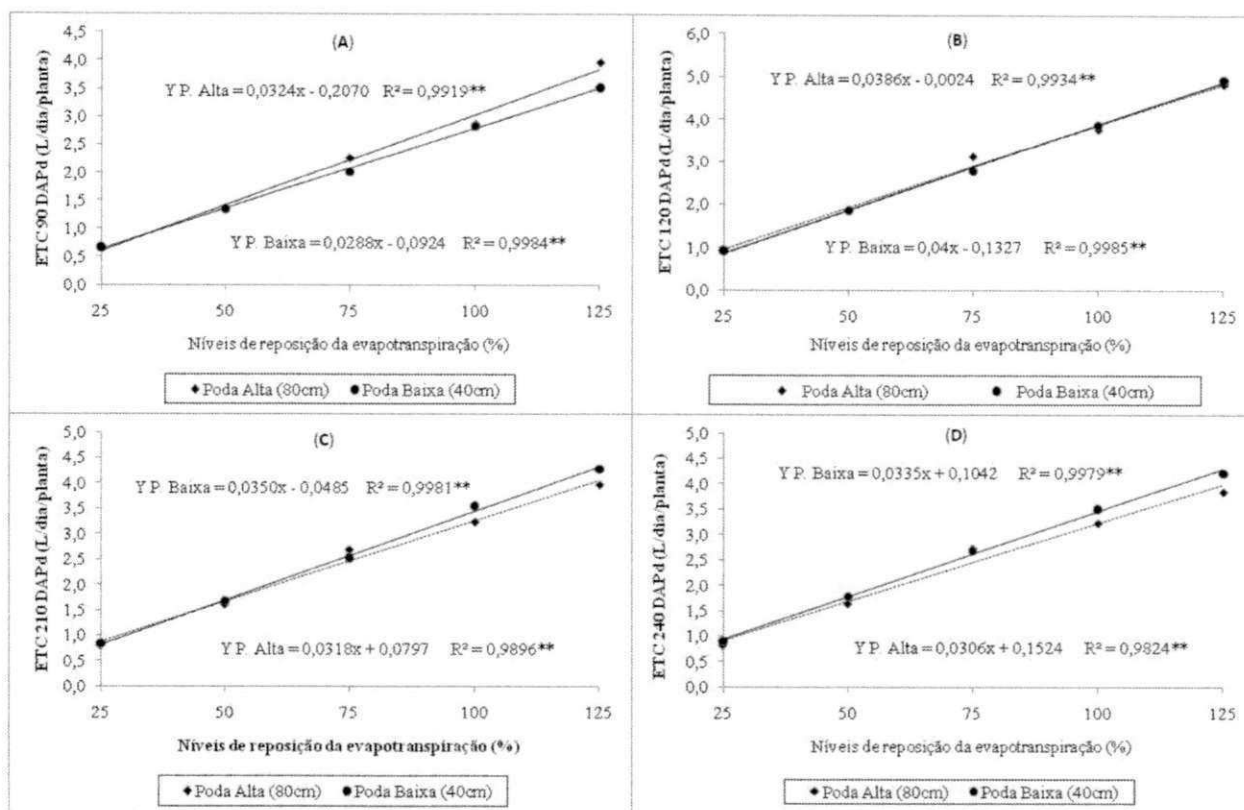 (A)
ETC 90 DAPd (L/dia/planta)
4,5
4,0
3,5
3,0
2,5
2,0
1,5
1,0
0,5
0,0
Y P. Alta = 0,0324x - 0,2070 R² = 0,9919**
Y P. Baixa = 0,0288x - 0,0924 R² = 0,9984**
25 50 75 100 125
Níveis de reposição da evapotranspiração (%)
Poda Alta (80cm) Poda Baixa (40cm)
(B)
ETC 120 DAPd (L/dia/planta)
6,0
5,0
4,0
3,0
2,0
1,0
0,0
Y P. Alta = 0,0386x - 0,0024 R² = 0,9934**
Y P. Baixa = 0,04x - 0,1327 R² = 0,9985**
25 50 75 100 125
Níveis de reposição da evapotranspiração (%)
Poda Alta (80cm) Poda Baixa (40cm)
(C)
ETC 210 DAPd (L/dia/planta)
5,0
4,5
4,0
3,5
3,0
2,5
2,0
1,5
1,0
0,5
0,0
Y P. Baixa = 0,0350x - 0,0485 R² = 0,9981**
Y P. Alta = 0,0318x + 0,0797 R² = 0,9896**
25 50 75 100 125
Níveis de reposição da evapotranspiração (%)
Poda Alta (80cm) Poda Baixa (40cm)
(D)
ETC 240 DAPd (L/dia/planta)
5,0
4,5
4,0
3,5
3,0
2,5
2,0
1,5
1,0
0,5
0,0
Y P. Baixa = 0,0335x + 0,1042 R² = 0,9979**
Y P. Alta = 0,0306x + 0,1524 R² = 0,9824**
25 50 75 100 125
Níveis de reposição da evapotranspiração (%)
Poda Alta (80cm) Poda Baixa (40cm)